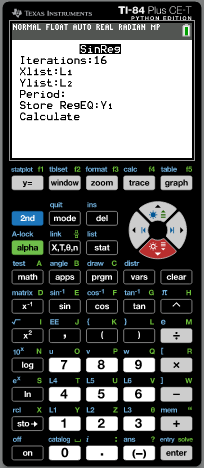 TEXAS INSTRUMENTS TI-84 Plus CE-T
PYTHON EDITION
NORMAL FLOAT AUTO REAL RADIAN MP
SinReg
Iterations:16
Xlist:L₁
Ylist:L₂
Period:
Store RegEQ:Y₁
Calculate
statplot f1 tblset f2 format f3 calc f4 table f5
y= window zoom trace graph
quit ins
2nd mode del
A-lock link list
alpha X,T,θ,n stat
test A angle B draw C distr
math apps prgm vars clear
matrix D sin⁻¹ E cos⁻¹ F tan⁻¹ G π H
x⁻¹ sin cos tan ^
√ I EE J { K } L e M
x² , ( ) ÷
10ˣ N u O v P w Q [ R
log 7 8 9 ×
eˣ S L4 T L5 U L6 V ] W
ln 4 5 6 −
rcl X L1 Y L2 Z L3 θ mem "
sto→ 1 2 3 +
off catalog ⎵ i : ans ? entry solve
on 0 . (−) enter